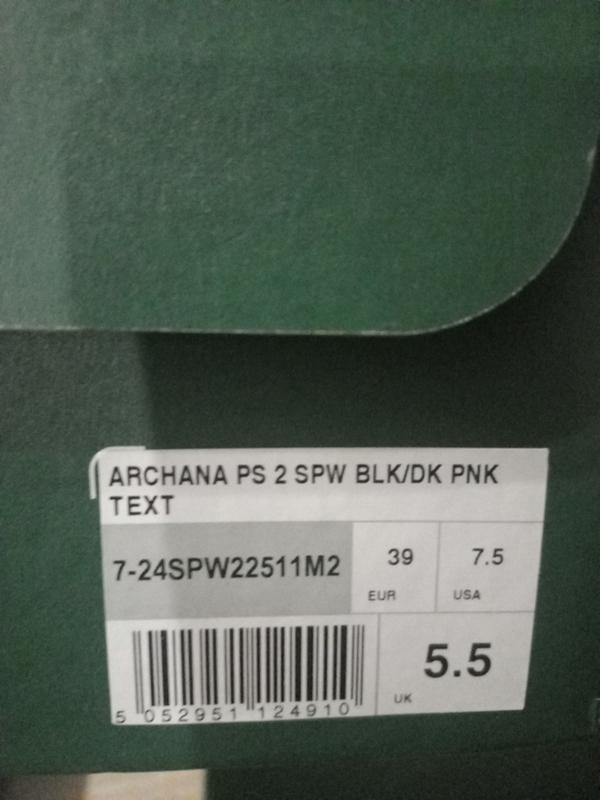 ARCHANA PS 2 SPW BLK/DK PNK
TEXT
7-24SPW22511M2
39
EUR
7.5
USA
5.5
UK
5 052951 124910